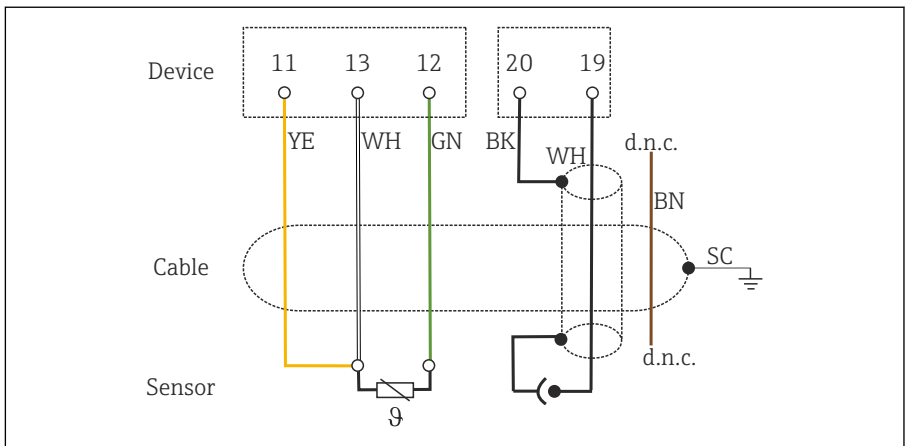 11 13 12 20 19
Device
YE WH GN BK WH d.n.c.
BN
Cable SC
d.n.c.
Sensor
ϑ